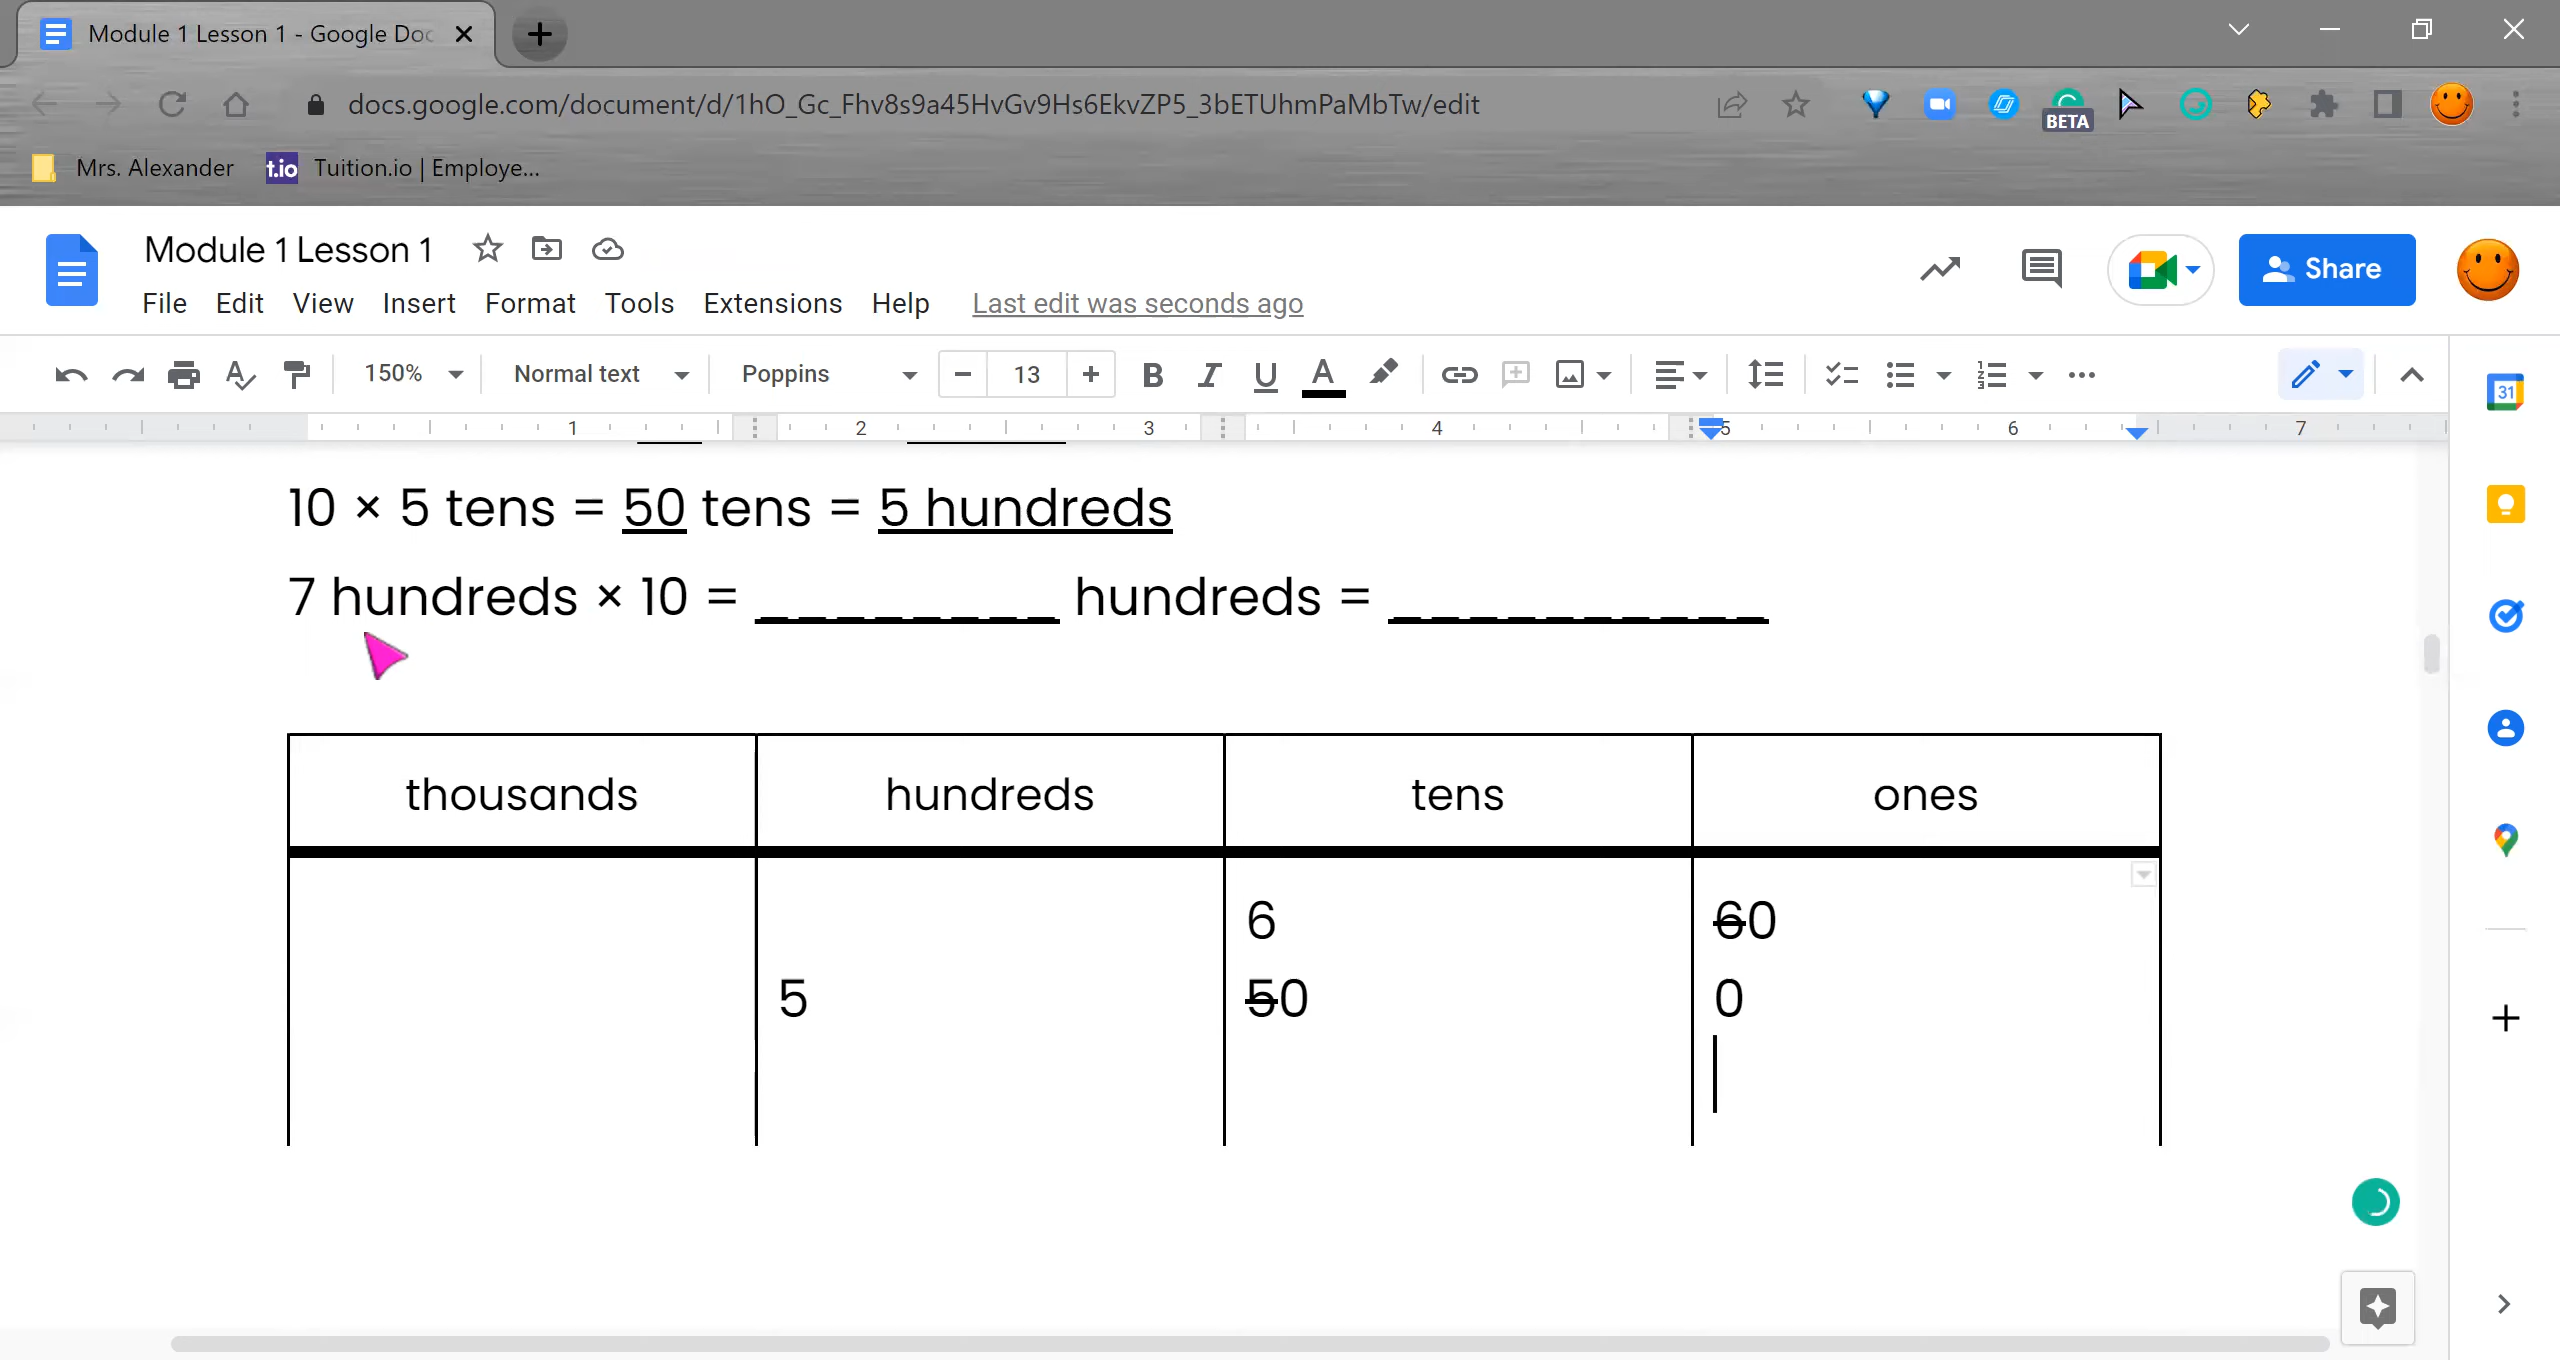 Module 1 Lesson 1 - Google Doc
docs.google.com/document/d/1hO_Gc_Fhv8s9a45HvGv9Hs6EkvZP5_3bETUhmPaMbTw/edit
BETA
Mrs. Alexander t.io Tuition.io | Employe...
Module 1 Lesson 1
Share
File Edit View Insert Format Tools Extensions Help Last edit was seconds ago
150% Normal text Poppins 13
31
1 2 3 4 5 6 7
10 × 5 tens = 50 tens = 5 hundreds
7 hundreds × 10 = ________ hundreds = __________
thousands hundreds tens ones
6 60
5 50 0